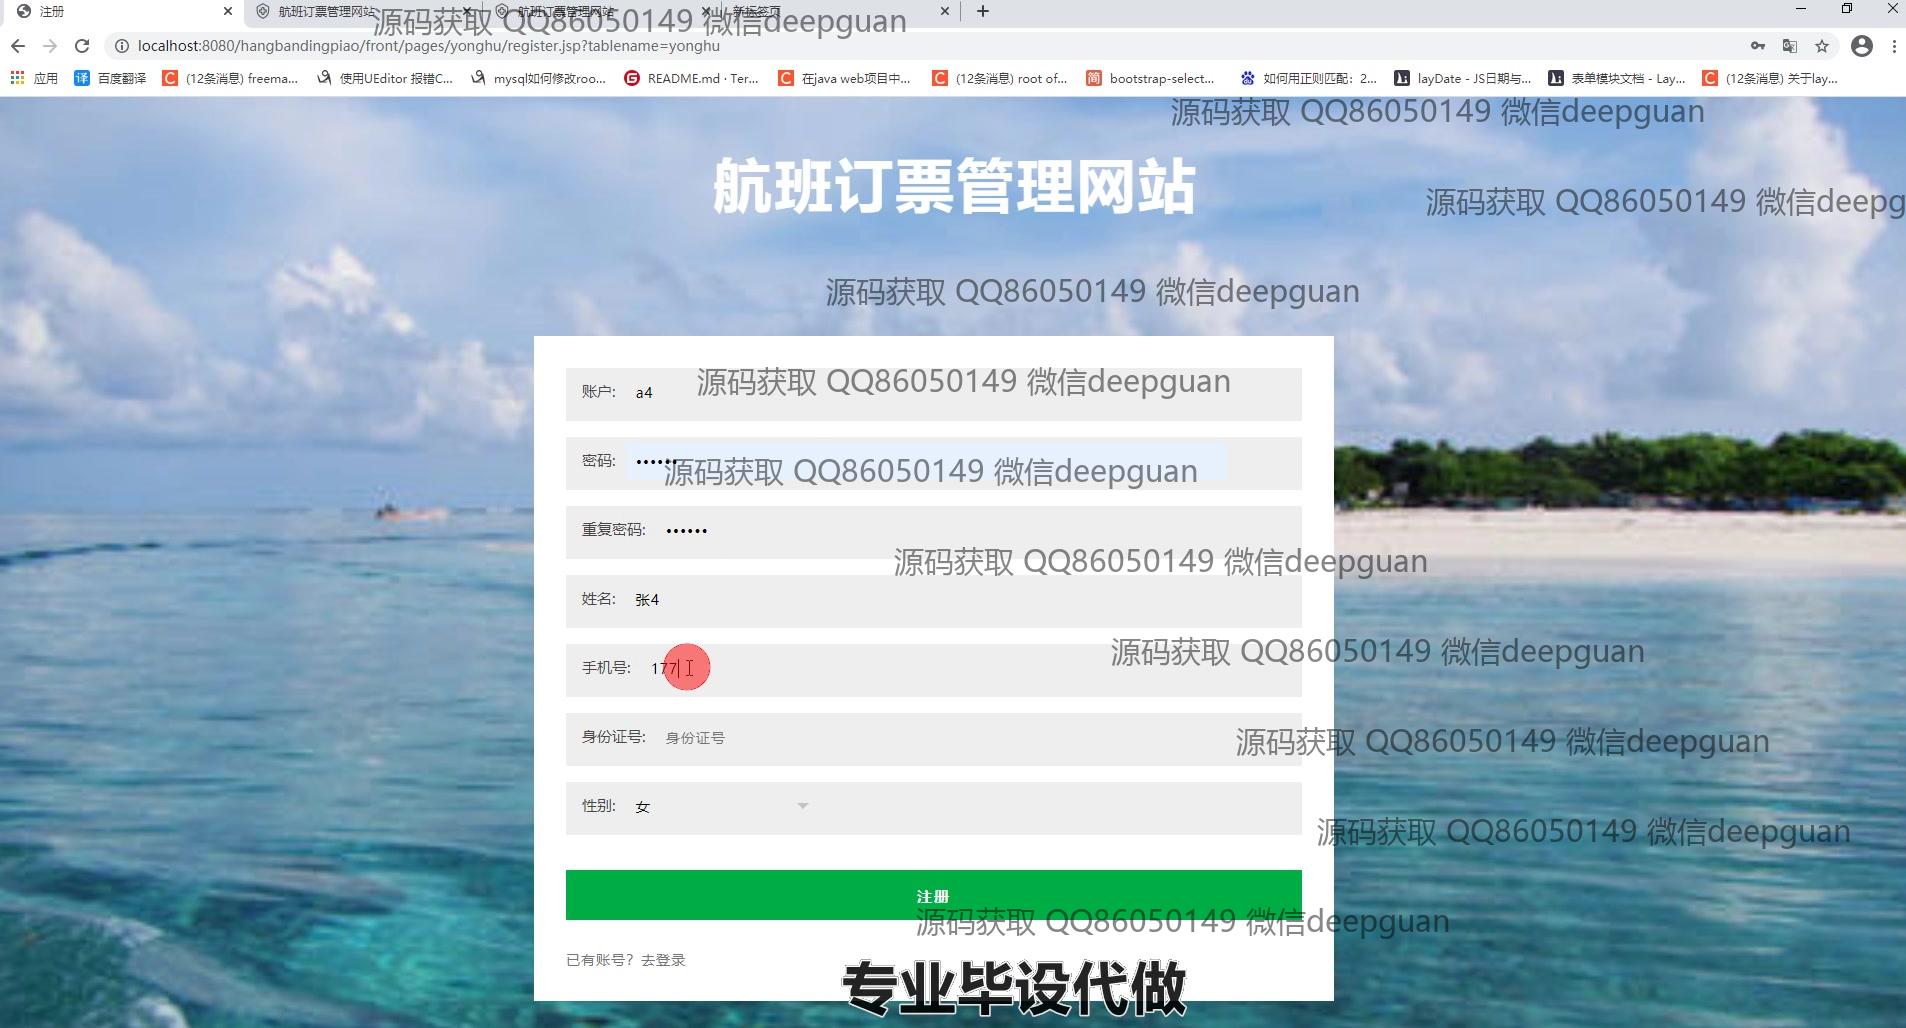 注册
航班订票管理网站
航班订票管理网站
新标签页
源码获取 QQ86050149 微信deepguan
localhost:8080/hangbandingpiao/front/pages/yonghu/register.jsp?tablename=yonghu
应用
百度翻译
(12条消息) freema...
使用UEditor 报错C...
mysql如何修改roo...
README.md · Ter...
在java web项目中...
(12条消息) root of...
bootstrap-select...
如何用正则匹配：2...
layDate - JS日期与...
表单模块文档 - Lay...
(12条消息) 关于lay...
源码获取 QQ86050149 微信deepguan
航班订票管理网站
源码获取 QQ86050149 微信deepg
源码获取 QQ86050149 微信deepguan
账户: a4
源码获取 QQ86050149 微信deepguan
密码: ••••••
源码获取 QQ86050149 微信deepguan
重复密码: ••••••
源码获取 QQ86050149 微信deepguan
姓名: 张4
手机号: 177
源码获取 QQ86050149 微信deepguan
身份证号: 身份证号
源码获取 QQ86050149 微信deepguan
性别: 女
源码获取 QQ86050149 微信deepguan
注册
源码获取 QQ86050149 微信deepguan
已有账号？去登录
专业毕设代做